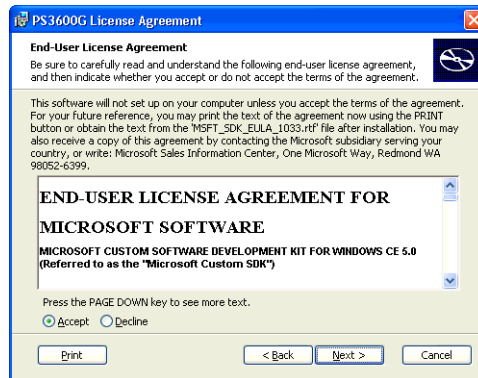 PS3600G License Agreement
End-User License Agreement
Be sure to carefully read and understand the following end-user license agreement,
and then indicate whether you accept or do not accept the terms of the agreement.
This software will not set up on your computer unless you accept the terms of the agreement.
For your future reference, you may print the text of the agreement now using the PRINT
button or obtain the text from the 'MSFT_SDK_EULA_1033.rtf' file after installation. You may
also receive a copy of this agreement by contacting the Microsoft subsidiary serving your
country, or write: Microsoft Sales Information Center, One Microsoft Way, Redmond WA
98052-6399.
END-USER LICENSE AGREEMENT FOR
MICROSOFT SOFTWARE
MICROSOFT CUSTOM SOFTWARE DEVELOPMENT KIT FOR WINDOWS CE 5.0
(Referred to as the "Microsoft Custom SDK")
Press the PAGE DOWN key to see more text.
Accept Decline
Print < Back Next > Cancel